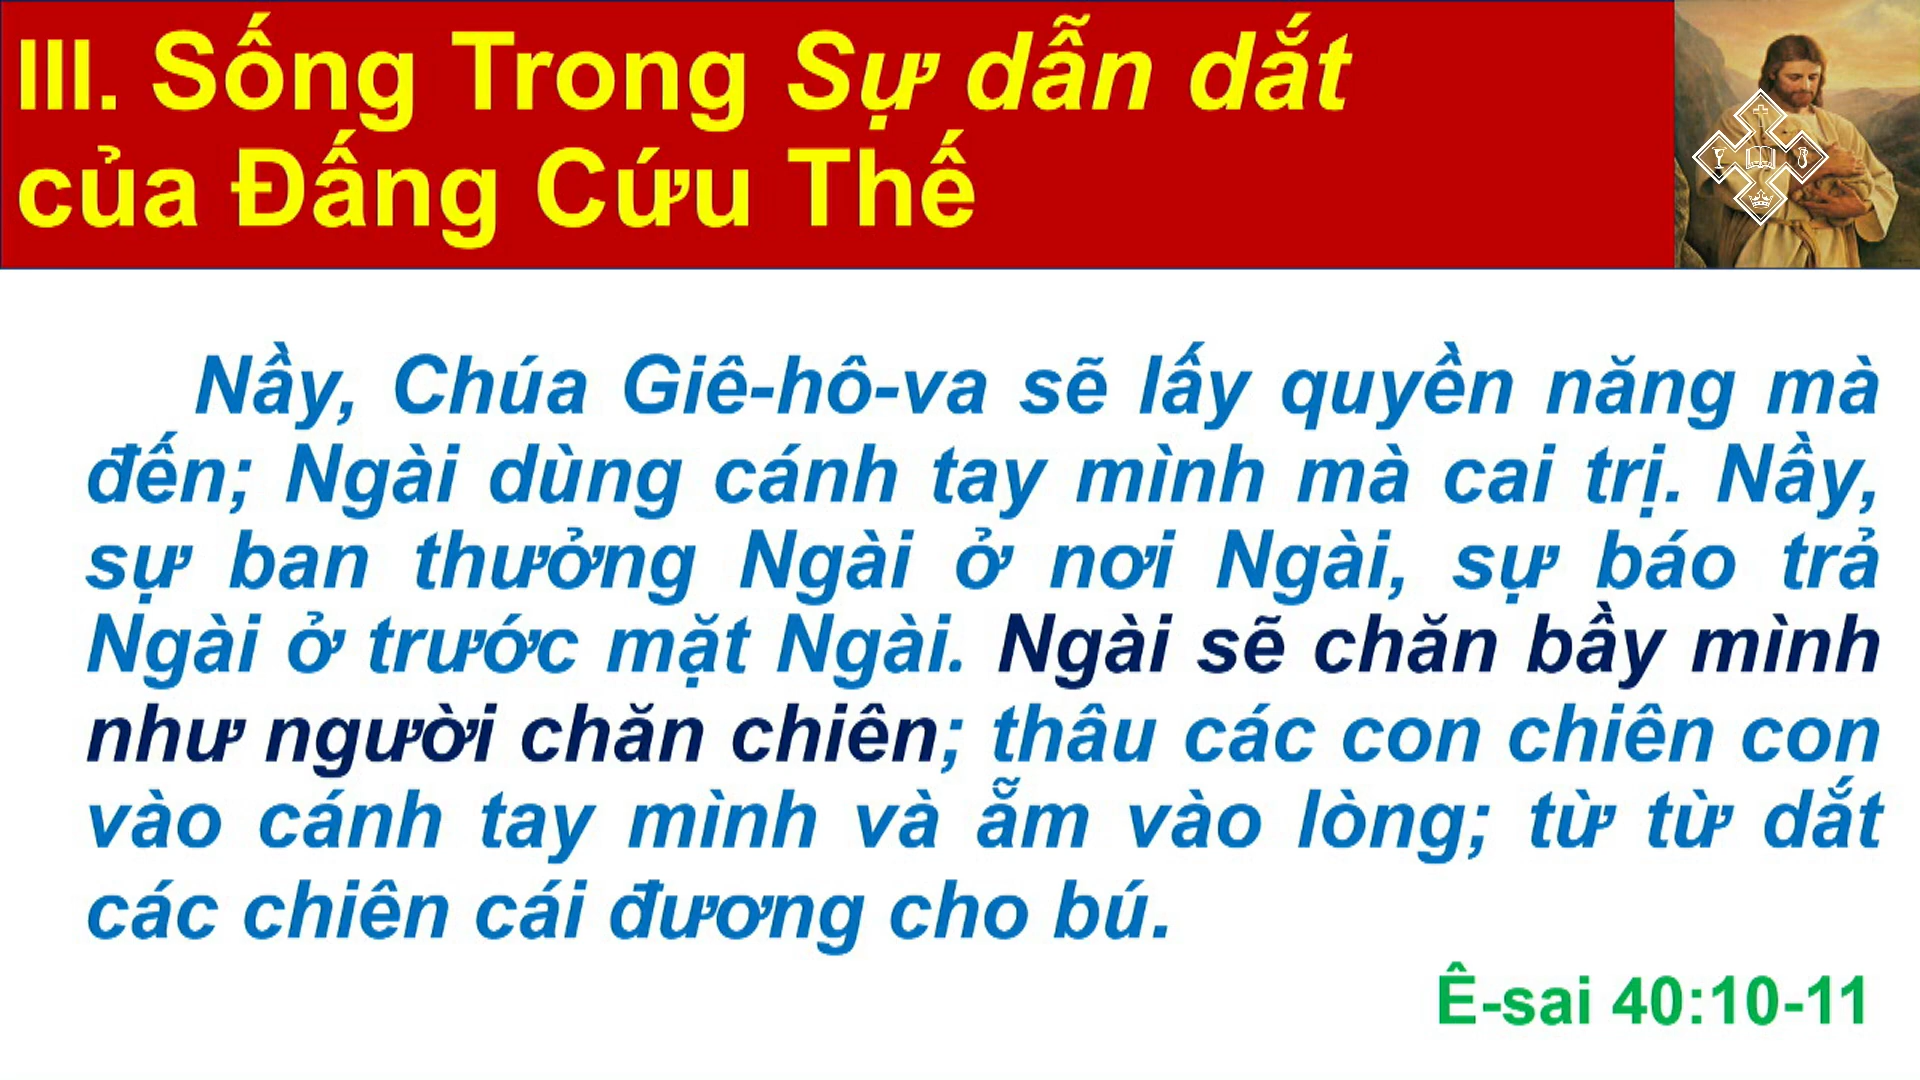 III. Sống Trong Sự dẫn dắt
của Đấng Cứu Thế
Nầy, Chúa Giê-hô-va sẽ lấy quyền năng mà
đến; Ngài dùng cánh tay mình mà cai trị. Nầy,
sự ban thưởng Ngài ở nơi Ngài, sự báo trả
Ngài ở trước mặt Ngài. Ngài sẽ chăn bầy mình
như người chăn chiên; thâu các con chiên con
vào cánh tay mình và ẵm vào lòng; từ từ dắt
các chiên cái đương cho bú.
Ê-sai 40:10-11